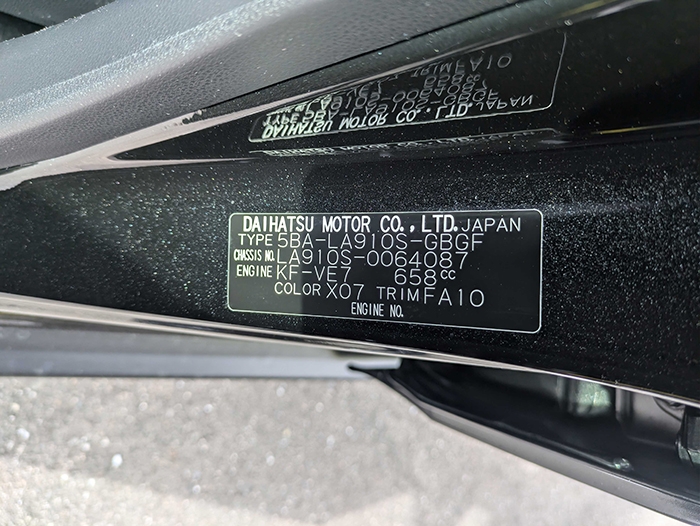 DAIHATSU MOTOR CO., LTD. JAPAN
TYPE 5BA-LA910S-GBGF
CHASSIS NO. LA910S-0064087
ENGINE KF-VE7 658cc
COLOR X07 TRIM FA10
ENGINE NO.